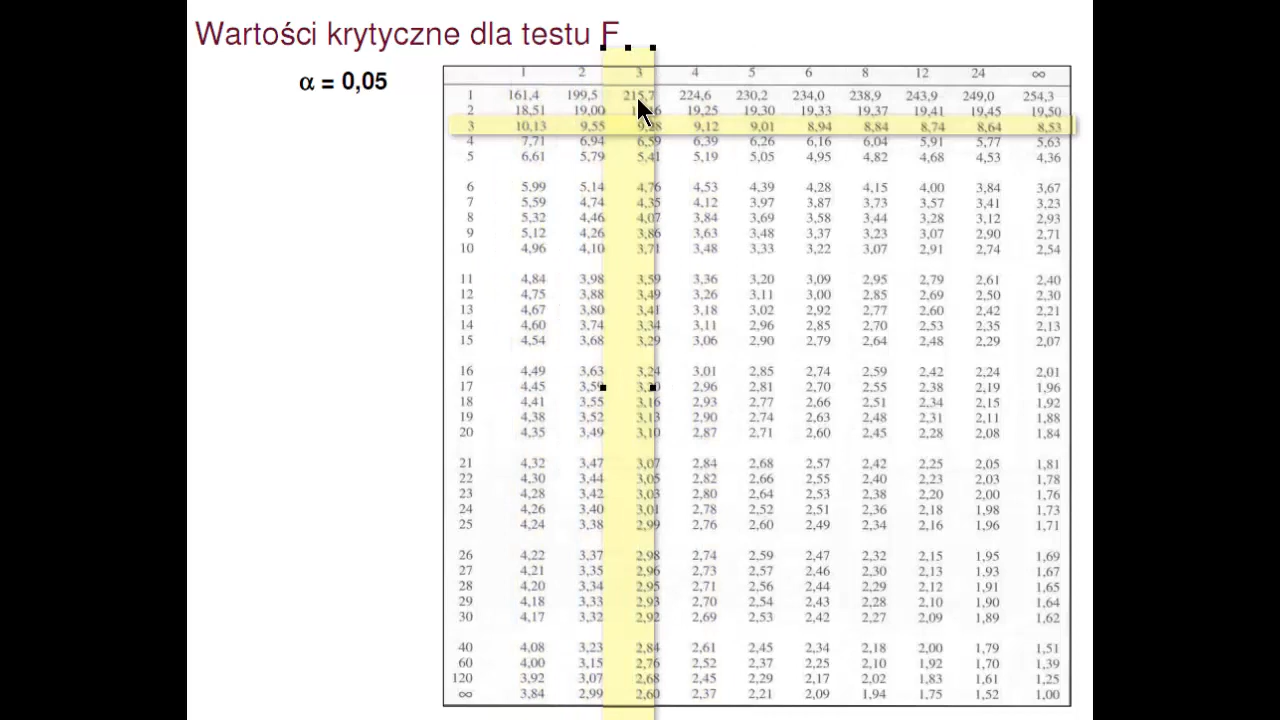 Wartości krytyczne dla testu F
α = 0,05
1 2 3 4 5 6 8 12 24 ∞
1 161,4 199,5 215,7 224,6 230,2 234,0 238,9 243,9 249,0 254,3
2 18,51 19,00 19,25 19,30 19,33 19,37 19,41 19,45 19,50
3 10,13 9,55 9,28 9,12 9,01 8,94 8,84 8,74 8,64 8,53
4 7,71 6,94 6,59 6,39 6,26 6,16 6,04 5,91 5,77 5,63
5 6,61 5,79 5,41 5,19 5,05 4,95 4,82 4,68 4,53 4,36
6 5,99 5,14 4,76 4,53 4,39 4,28 4,15 4,00 3,84 3,67
7 5,59 4,74 4,35 4,12 3,97 3,87 3,73 3,57 3,41 3,23
8 5,32 4,46 4,07 3,84 3,69 3,58 3,44 3,28 3,12 2,93
9 5,12 4,26 3,86 3,63 3,48 3,37 3,23 3,07 2,90 2,71
10 4,96 4,10 3,71 3,48 3,33 3,22 3,07 2,91 2,74 2,54
11 4,84 3,98 3,59 3,36 3,20 3,09 2,95 2,79 2,61 2,40
12 4,75 3,88 3,49 3,26 3,11 3,00 2,85 2,69 2,50 2,30
13 4,67 3,80 3,41 3,18 3,02 2,92 2,77 2,60 2,42 2,21
14 4,60 3,74 3,34 3,11 2,96 2,85 2,70 2,53 2,35 2,13
15 4,54 3,68 3,29 3,06 2,90 2,79 2,64 2,48 2,29 2,07
16 4,49 3,63 3,24 3,01 2,85 2,74 2,59 2,42 2,24 2,01
17 4,45 3,59 3,20 2,96 2,81 2,70 2,55 2,38 2,19 1,96
18 4,41 3,55 3,16 2,93 2,77 2,66 2,51 2,34 2,15 1,92
19 4,38 3,52 3,13 2,90 2,74 2,63 2,48 2,31 2,11 1,88
20 4,35 3,49 3,10 2,87 2,71 2,60 2,45 2,28 2,08 1,84
21 4,32 3,47 3,07 2,84 2,68 2,57 2,42 2,25 2,05 1,81
22 4,30 3,44 3,05 2,82 2,66 2,55 2,40 2,23 2,03 1,78
23 4,28 3,42 3,03 2,80 2,64 2,53 2,38 2,20 2,00 1,76
24 4,26 3,40 3,01 2,78 2,52 2,51 2,36 2,18 1,98 1,73
25 4,24 3,38 2,99 2,76 2,60 2,49 2,34 2,16 1,96 1,71
26 4,22 3,37 2,98 2,74 2,59 2,47 2,32 2,15 1,95 1,69
27 4,21 3,35 2,96 2,73 2,57 2,46 2,30 2,13 1,93 1,67
28 4,20 3,34 2,95 2,71 2,56 2,44 2,29 2,12 1,91 1,65
29 4,18 3,33 2,93 2,70 2,54 2,43 2,28 2,10 1,90 1,64
30 4,17 3,32 2,92 2,69 2,53 2,42 2,27 2,09 1,89 1,62
40 4,08 3,23 2,84 2,61 2,45 2,34 2,18 2,00 1,79 1,51
60 4,00 3,15 2,76 2,52 2,37 2,25 2,10 1,92 1,70 1,39
120 3,92 3,07 2,68 2,45 2,29 2,17 2,02 1,83 1,61 1,25
∞ 3,84 2,99 2,60 2,37 2,21 2,09 1,94 1,75 1,52 1,00